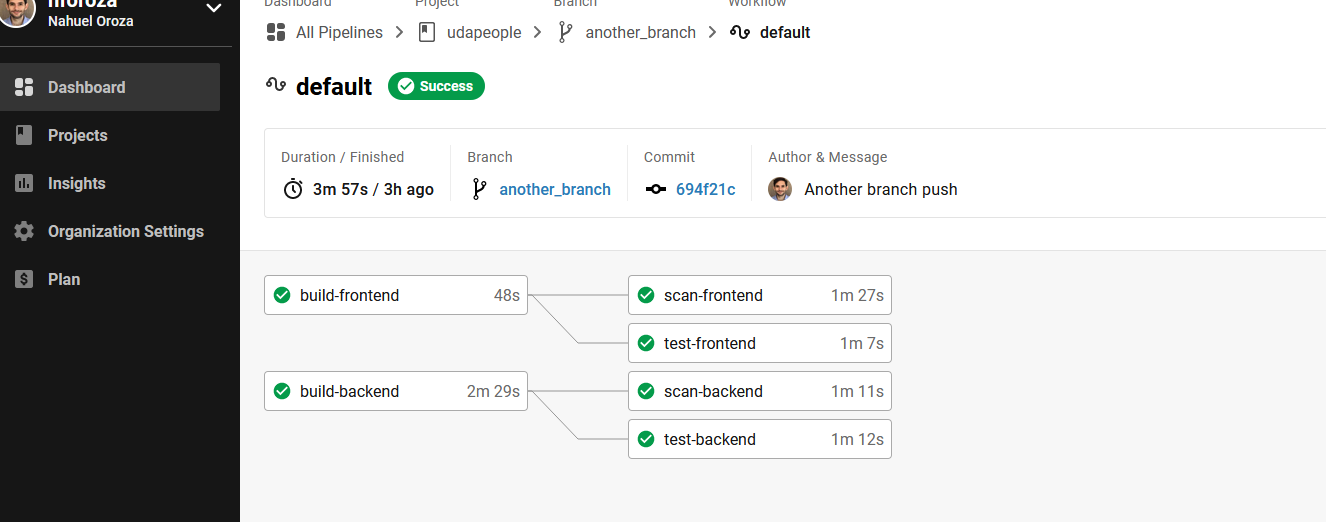 nforoza
Nahuel Oroza
Dashboard
Projects
Insights
Organization Settings
Plan
Dashboard Project Branch Workflow
All Pipelines udapeople another_branch default
default Success
Duration / Finished Branch Commit Author & Message
3m 57s / 3h ago another_branch 694f21c Another branch push
build-frontend 48s scan-frontend 1m 27s
test-frontend 1m 7s
build-backend 2m 29s scan-backend 1m 11s
test-backend 1m 12s